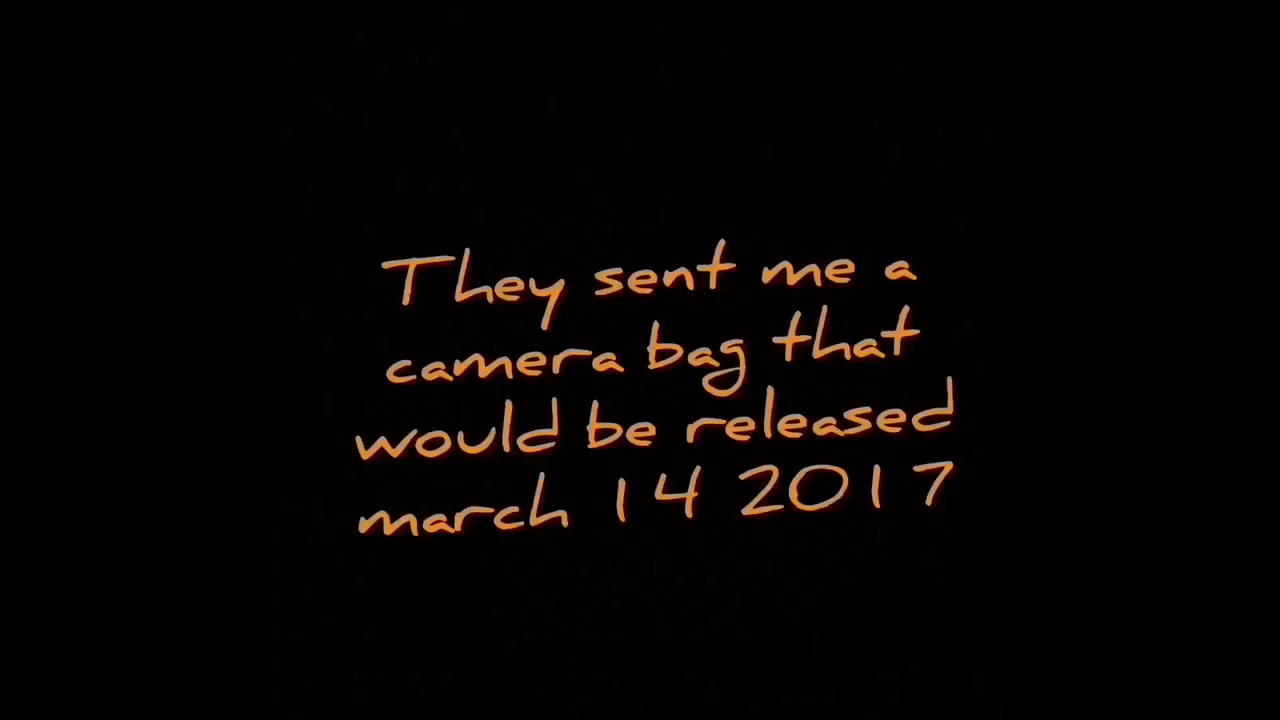 They sent me a
camera bag that
would be released
march 14 2017